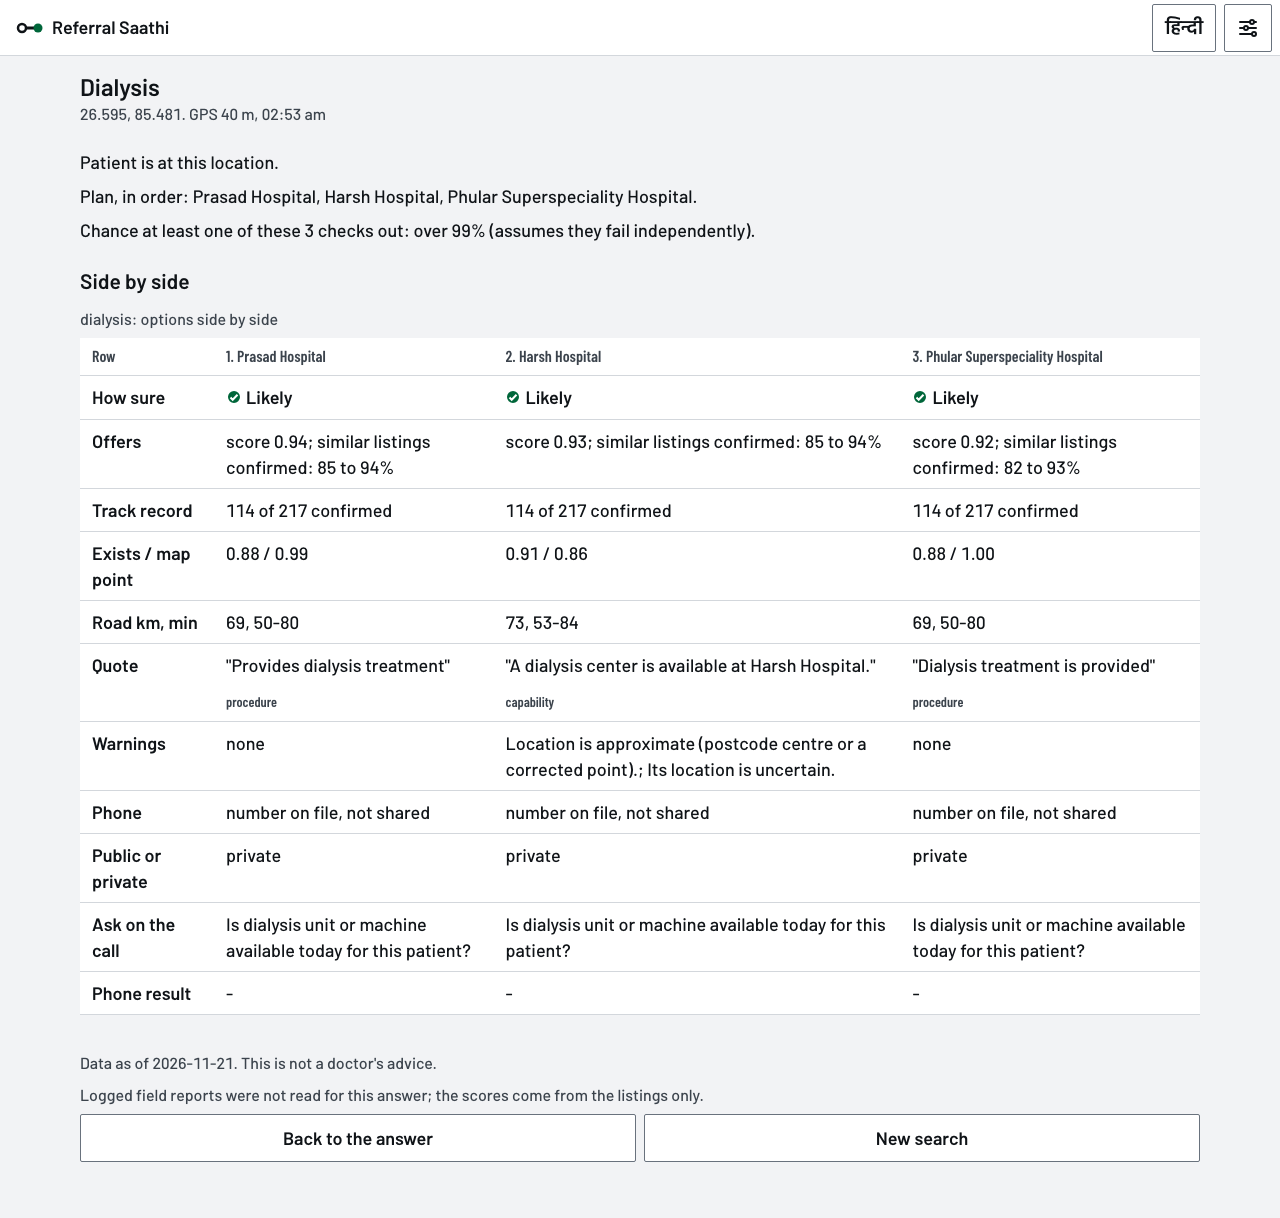 Referral Saathi
हिन्दी
Dialysis
26.595, 85.481. GPS 40 m, 02:53 am
Patient is at this location.
Plan, in order: Prasad Hospital, Harsh Hospital, Phular Superspeciality Hospital.
Chance at least one of these 3 checks out: over 99% (assumes they fail independently).
Side by side
dialysis: options side by side
Row 1. Prasad Hospital 2. Harsh Hospital 3. Phular Superspeciality Hospital
How sure Likely Likely Likely
Offers score 0.94; similar listings score 0.93; similar listings confirmed: 85 to 94% score 0.92; similar listings
confirmed: 85 to 94% confirmed: 82 to 93%
Track record 114 of 217 confirmed 114 of 217 confirmed 114 of 217 confirmed
Exists / map 0.88 / 0.99 0.91 / 0.86 0.88 / 1.00
point
Road km, min 69, 50-80 73, 53-84 69, 50-80
Quote "Provides dialysis treatment" "A dialysis center is available at Harsh Hospital." "Dialysis treatment is provided"
procedure capability procedure
Warnings none Location is approximate (postcode centre or a none
corrected point).; Its location is uncertain.
Phone number on file, not shared number on file, not shared number on file, not shared
Public or private private private
private
Ask on the Is dialysis unit or machine Is dialysis unit or machine available today for this Is dialysis unit or machine available
call available today for this patient? patient? today for this patient?
Phone result - - -
Data as of 2026-11-21. This is not a doctor's advice.
Logged field reports were not read for this answer; the scores come from the listings only.
Back to the answer New search